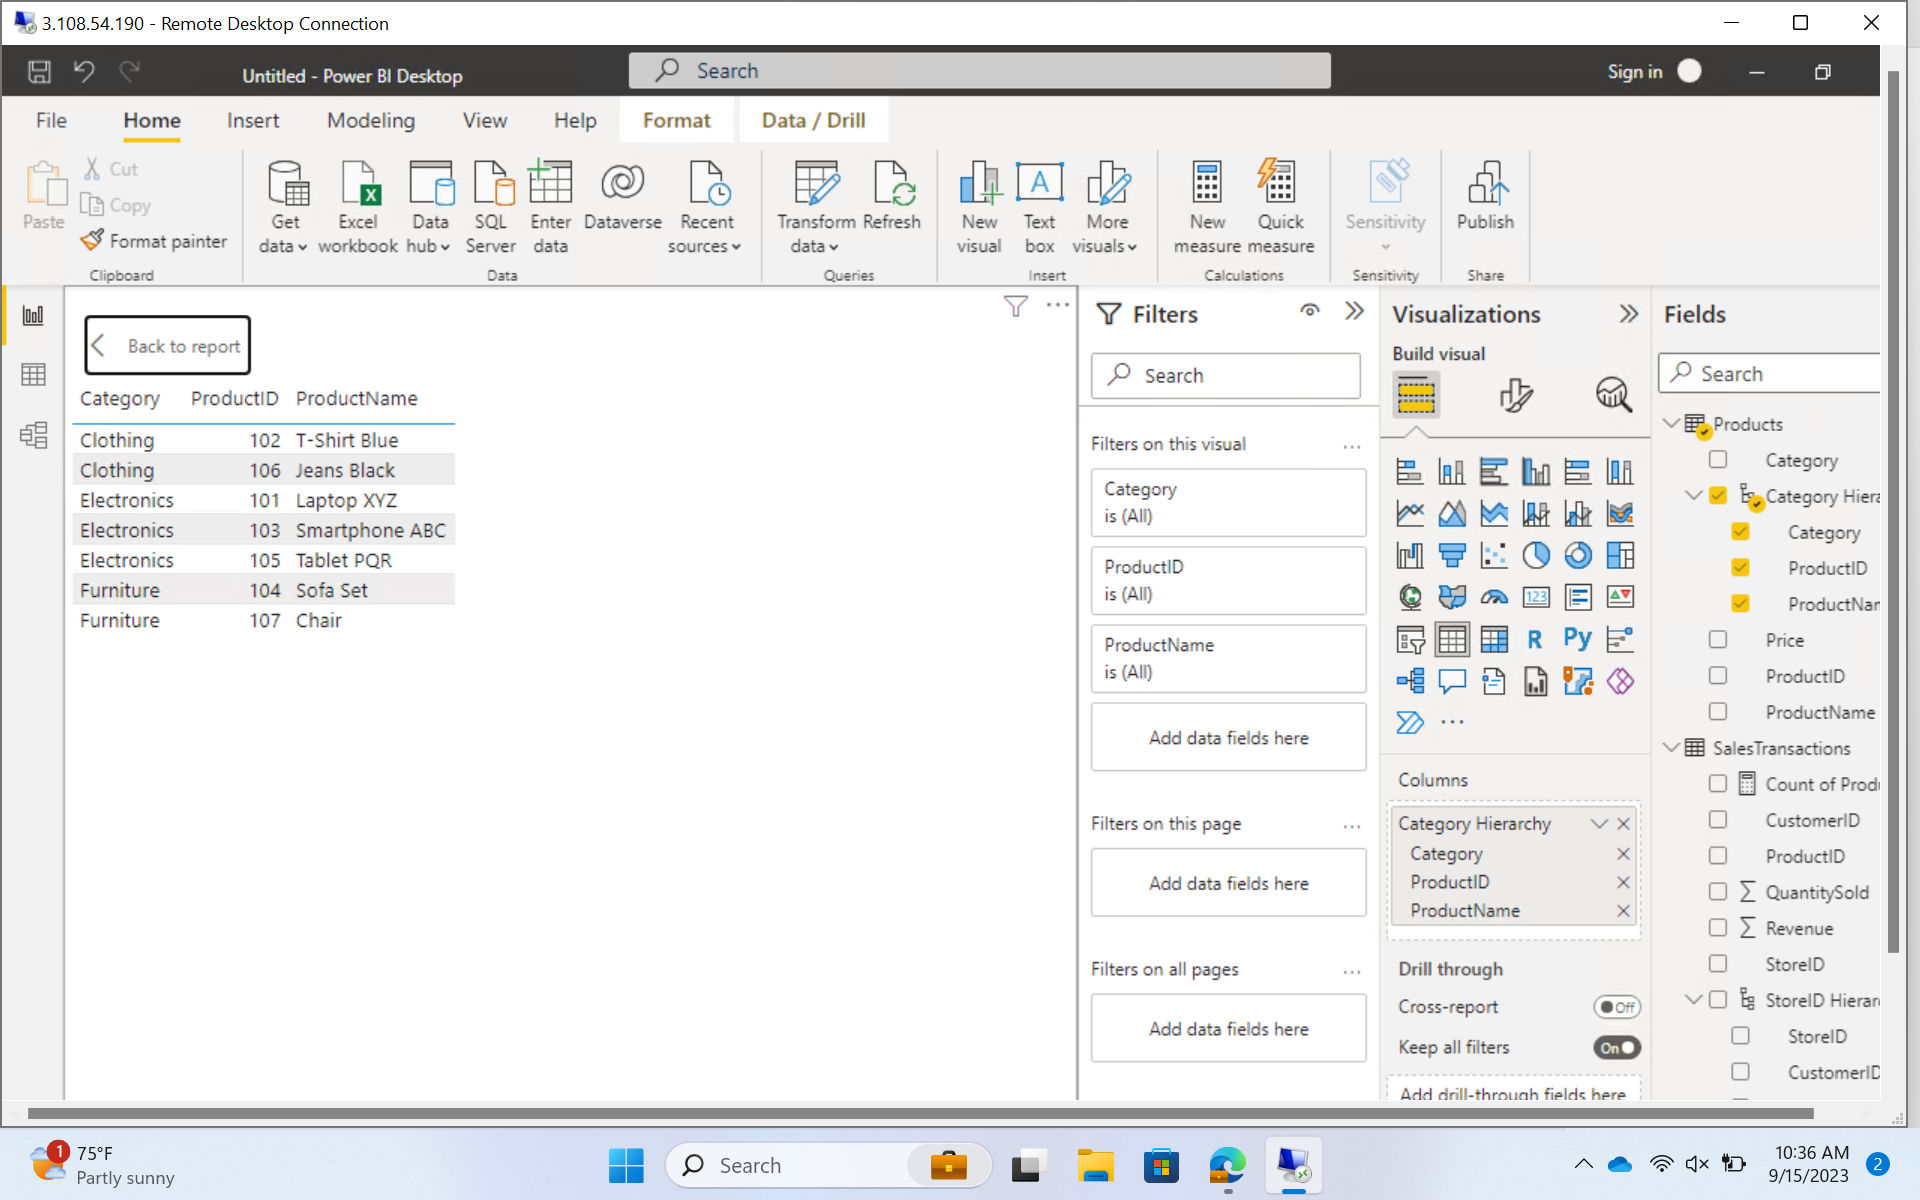 3.108.54.190 - Remote Desktop Connection
Untitled - Power BI Desktop
Search
Sign in
File Home Insert Modeling View Help Format Data / Drill
Paste
Cut
Copy
Format painter
Clipboard
Get data
Excel workbook
Data hub
SQL Server
Enter data
Dataverse
Recent sources
Data
Transform data
Refresh
Queries
New visual
Text box
More visuals
Insert
New measure
Quick measure
Calculations
Sensitivity
Sensitivity
Publish
Share
Back to report
Category ProductID ProductName
Clothing 102 T-Shirt Blue
Clothing 106 Jeans Black
Electronics 101 Laptop XYZ
Electronics 103 Smartphone ABC
Electronics 105 Tablet PQR
Furniture 104 Sofa Set
Furniture 107 Chair
Filters
Search
Filters on this visual
Category
is (All)
ProductID
is (All)
ProductName
is (All)
Add data fields here
Filters on this page
Add data fields here
Filters on all pages
Add data fields here
Visualizations
Build visual
123
R
Py
Columns
Category Hierarchy
Category
ProductID
ProductName
Drill through
Cross-report Off
Keep all filters On
Add drill-through fields here
Fields
Search
Products
Category
Category Hiera
Category
ProductID
ProductNar
Price
ProductID
ProductName
SalesTransactions
Count of Prod
CustomerID
ProductID
QuantitySold
Revenue
StoreID
StoreID Hierar
StoreID
CustomerID
1
75°F
Partly sunny
Search
10:36 AM
9/15/2023
2